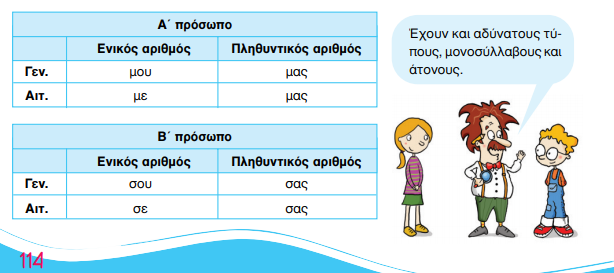 Α΄ πρόσωπο
Ενικός αριθμός Πληθυντικός αριθμός
Γεν. μου μας
Αιτ. με μας
Β΄ πρόσωπο
Ενικός αριθμός Πληθυντικός αριθμός
Γεν. σου σας
Αιτ. σε σας
Έχουν και αδύνατους τύ-
πους, μονοσύλλαβους και
άτονους.
114